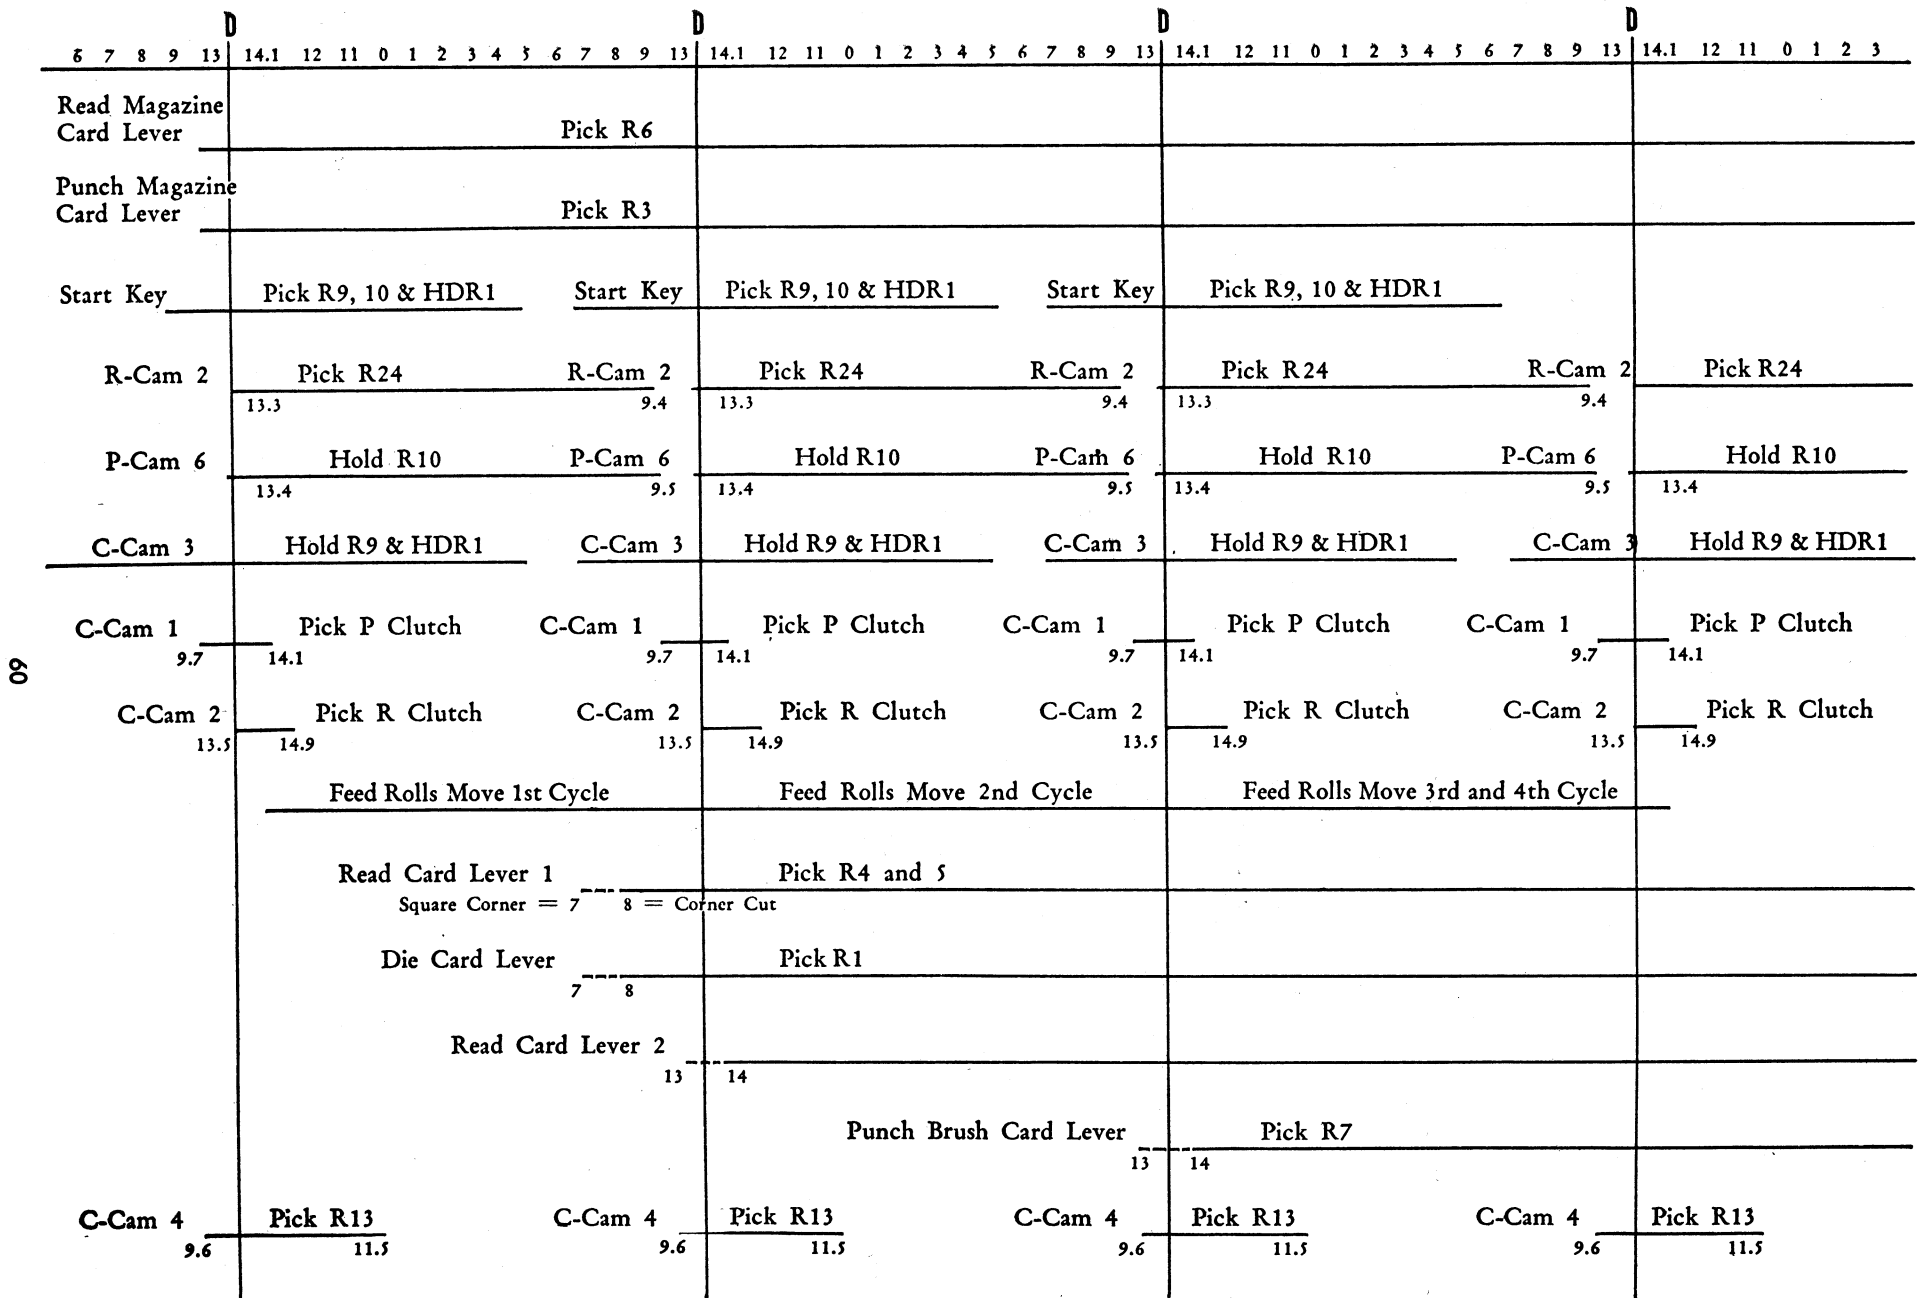 D D D D
6 7 8 9 13 14.1 12 11 0 1 2 3 4 5 6 7 8 9 13 14.1 12 11 0 1 2 3 4 5 6 7 8 9 13 14.1 12 11 0 1 2 3 4 5 6 7 8 9 13 14.1 12 11 0 1 2 3
Read Magazine
Card Lever Pick R6
Punch Magazine
Card Lever Pick R3
Start Key Pick R9, 10 & HDR1 Start Key Pick R9, 10 & HDR1 Start Key Pick R9, 10 & HDR1
R-Cam 2 Pick R24 R-Cam 2 Pick R24 R-Cam 2 Pick R24 R-Cam 2 Pick R24
13.3 9.4 13.3 9.4 13.3 9.4
P-Cam 6 Hold R10 P-Cam 6 Hold R10 P-Cam 6 Hold R10 P-Cam 6 Hold R10
13.4 9.5 13.4 9.5 13.4 9.5 13.4
C-Cam 3 Hold R9 & HDR1 C-Cam 3 Hold R9 & HDR1 C-Cam 3 Hold R9 & HDR1 C-Cam 3 Hold R9 & HDR1
C-Cam 1 Pick P Clutch C-Cam 1 Pick P Clutch C-Cam 1 Pick P Clutch C-Cam 1 Pick P Clutch
9.7 14.1 9.7 14.1 9.7 14.1 9.7 14.1
60
C-Cam 2 Pick R Clutch C-Cam 2 Pick R Clutch C-Cam 2 Pick R Clutch C-Cam 2 Pick R Clutch
13.5 14.9 13.5 14.9 13.5 14.9 13.5 14.9
Feed Rolls Move 1st Cycle Feed Rolls Move 2nd Cycle Feed Rolls Move 3rd and 4th Cycle
Read Card Lever 1 Pick R4 and 5
Square Corner = 7 8 = Corner Cut
Die Card Lever Pick R1
7 8
Read Card Lever 2
13 14
Punch Brush Card Lever Pick R7
13 14
C-Cam 4 Pick R13 C-Cam 4 Pick R13 C-Cam 4 Pick R13 C-Cam 4 Pick R13
9.6 11.5 9.6 11.5 9.6 11.5 9.6 11.5